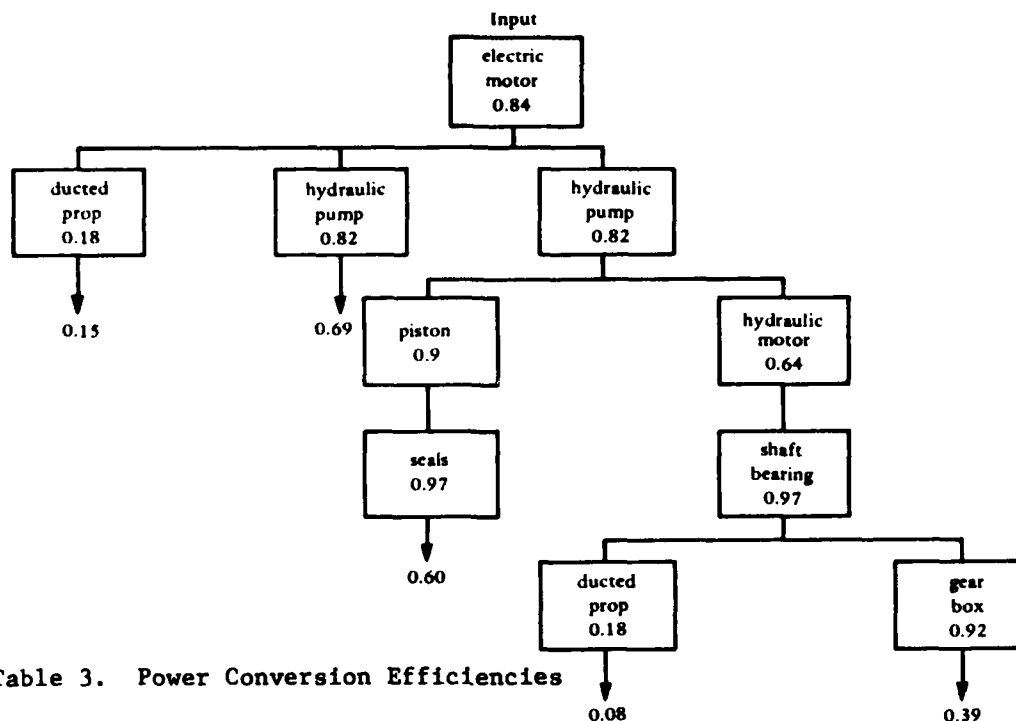 Input
electric
motor
0.84
ducted
prop
0.18
hydraulic
pump
0.82
hydraulic
pump
0.82
0.15
0.69
piston
0.9
hydraulic
motor
0.64
seals
0.97
shaft
bearing
0.97
0.60
ducted
prop
0.18
gear
box
0.92
Table 3. Power Conversion Efficiencies
0.08
0.39